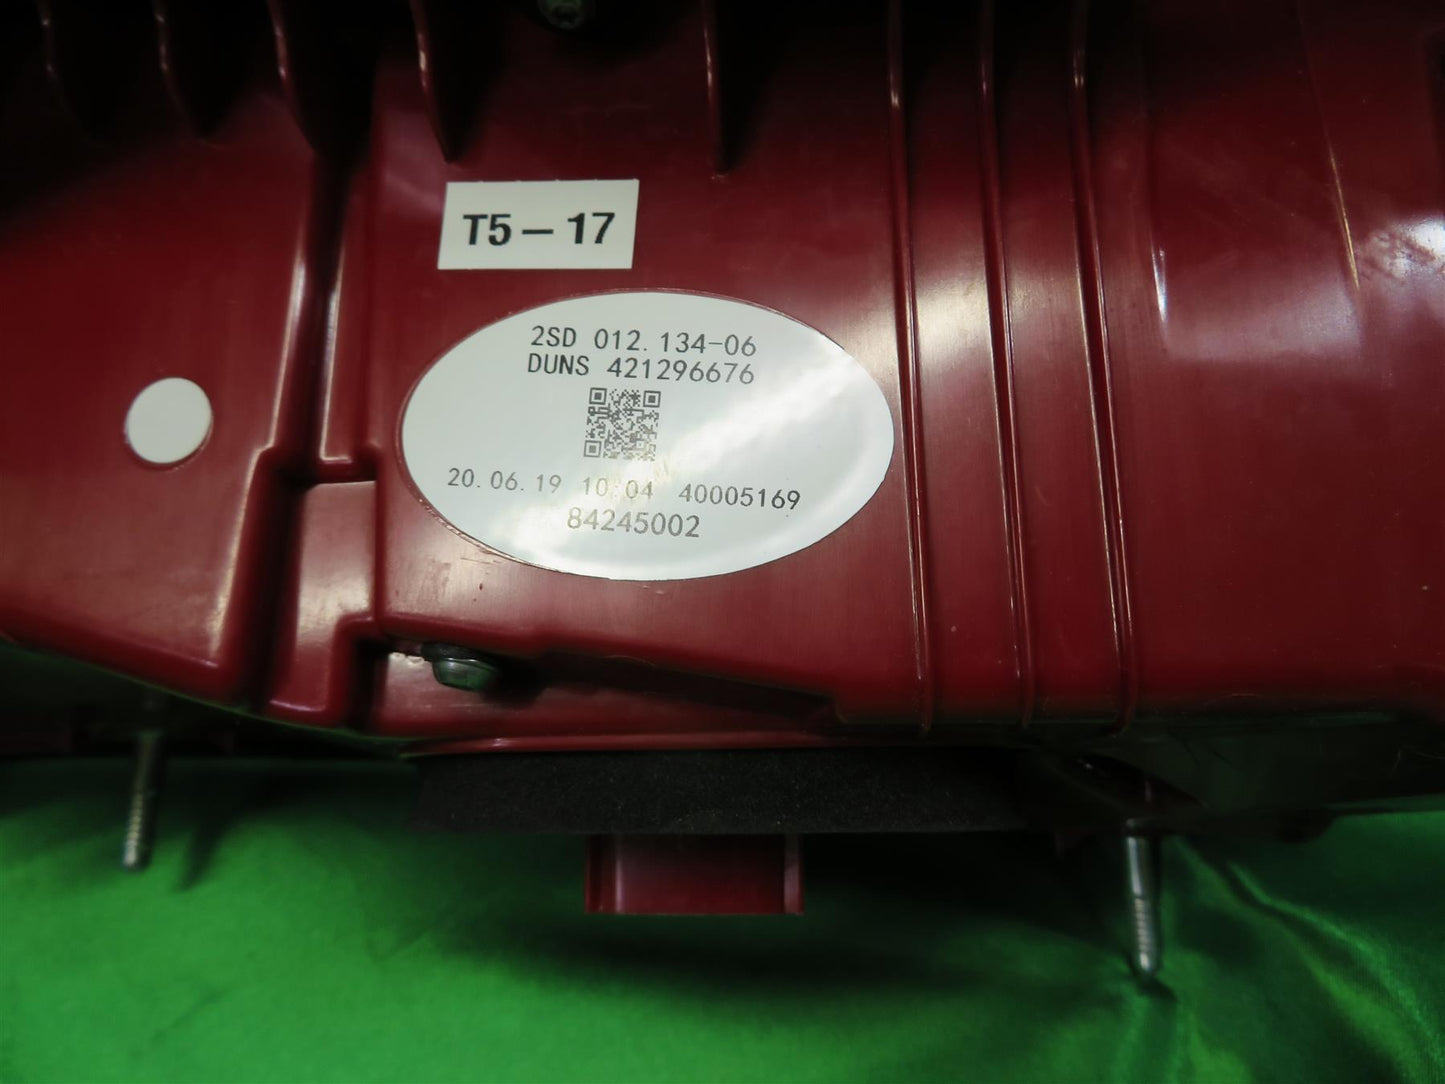 T5-17
2SD 012.134-06
DUNS 421296676
20.06.19 10:04 40005169
84245002